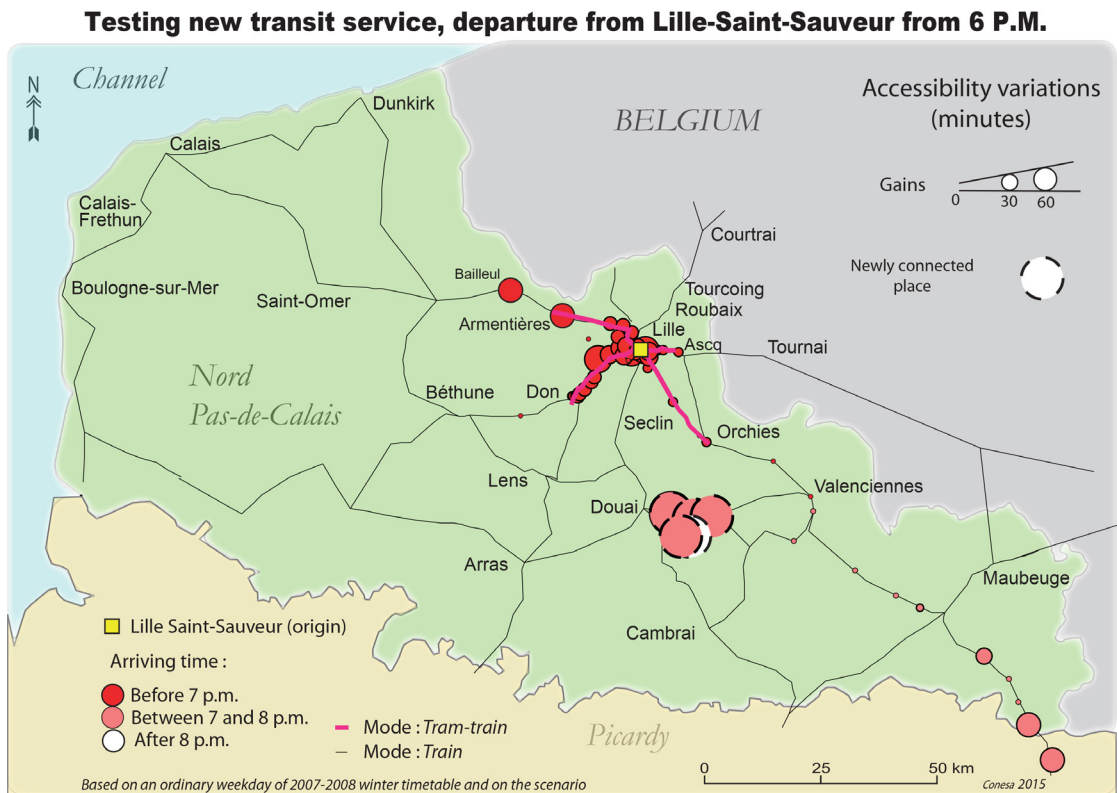 Testing new transit service, departure from Lille-Saint-Sauveur from 6 P.M.
Channel
N
Dunkirk
BELGIUM
Accessibility variations
(minutes)
Calais
Gains
0
30
60
Calais-
Frethun
Courtrai
Newly connected
place
Bailleul
Boulogne-sur-Mer
Tourcoing
Saint-Omer
Roubaix
Armentières
Lille
Ascq
Tournai
Nord
Pas-de-Calais
Béthune
Don
Seclin
Orchies
Lens
Valenciennes
Douai
Arras
Maubeuge
Cambrai
Lille Saint-Sauveur (origin)
Arriving time :
Before 7 p.m.
Between 7 and 8 p.m.
After 8 p.m.
Mode : Tram-train
Mode : Train
Picardy
0
25
50 km
Based on an ordinary weekday of 2007-2008 winter timetable and on the scenario
Conesa 2015